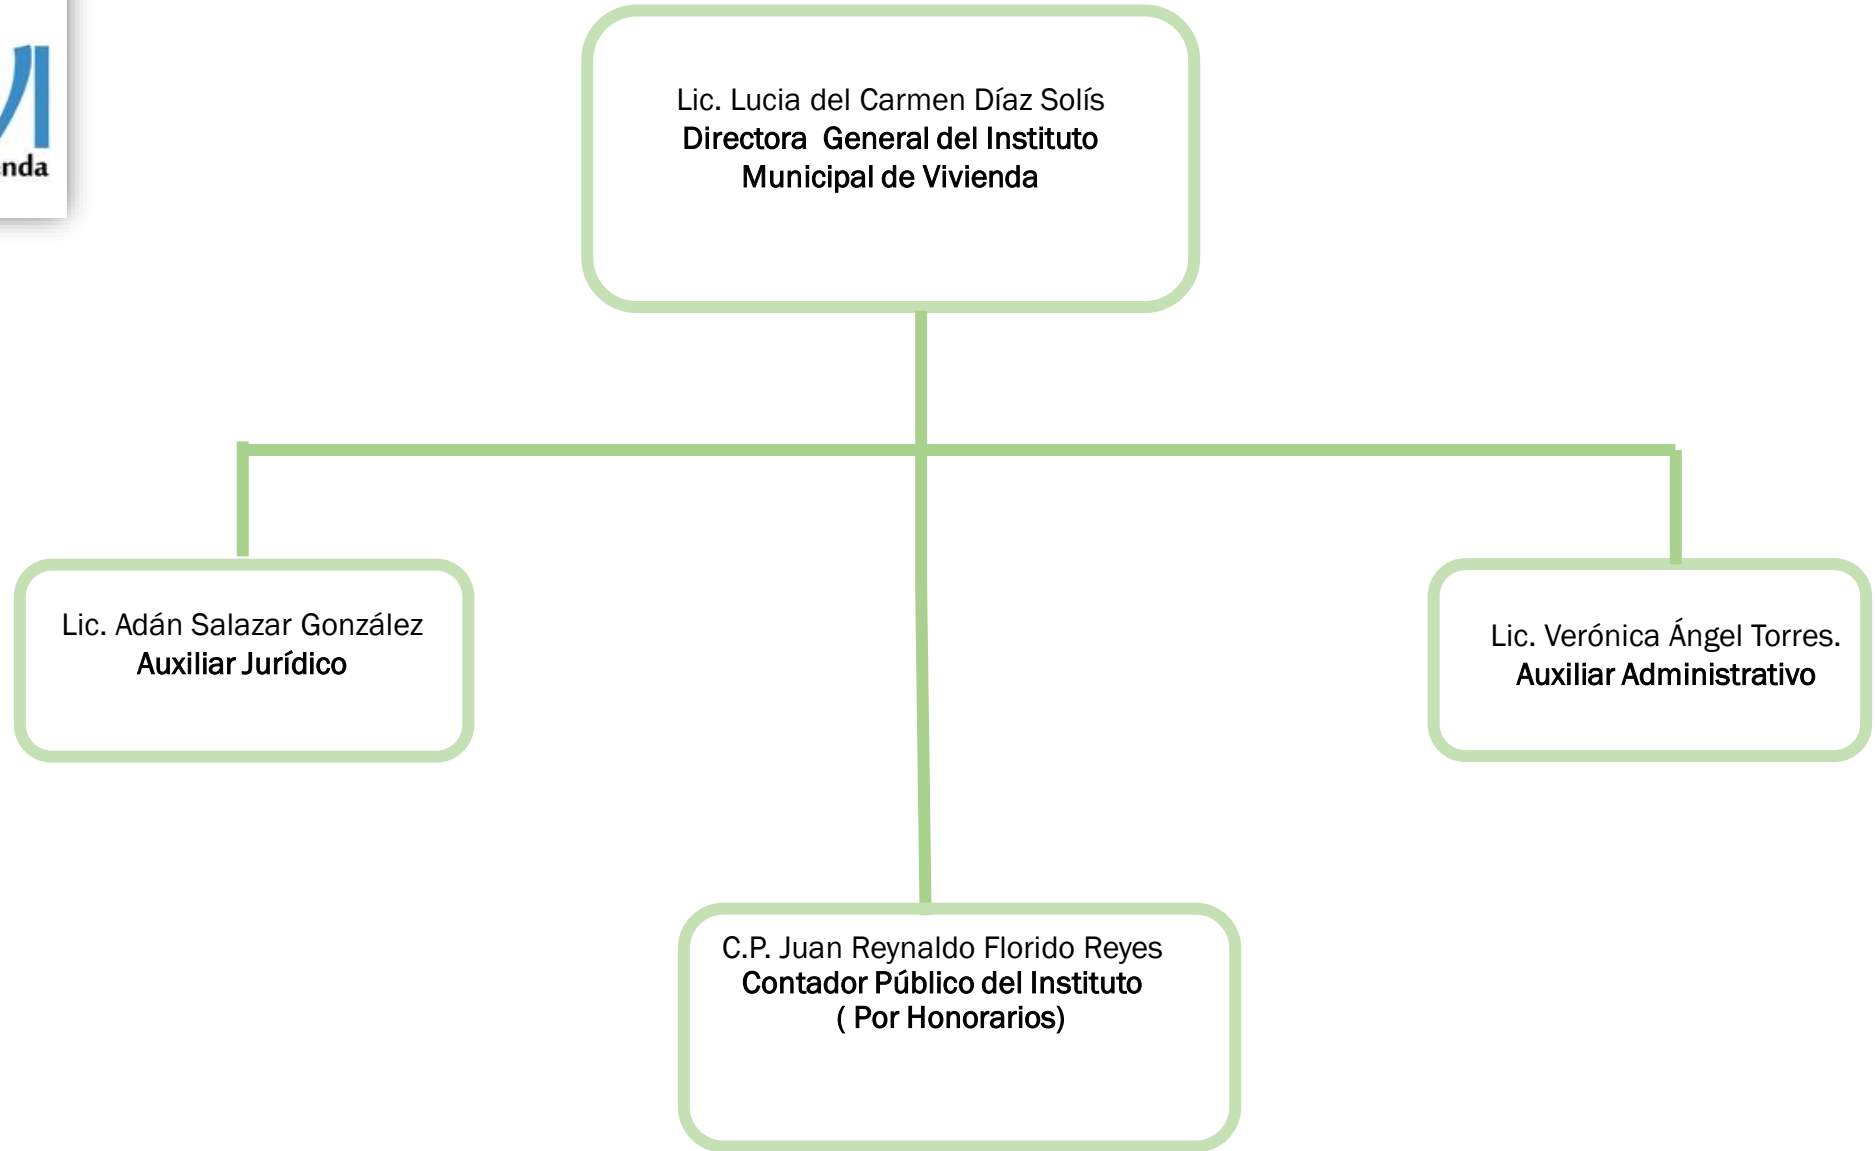 Lic. Lucia del Carmen Díaz Solís
Directora General del Instituto
Municipal de Vivienda
Lic. Adán Salazar González
Auxiliar Jurídico
Lic. Verónica Ángel Torres.
Auxiliar Administrativo
C.P. Juan Reynaldo Florido Reyes
Contador Público del Instituto
( Por Honorarios)